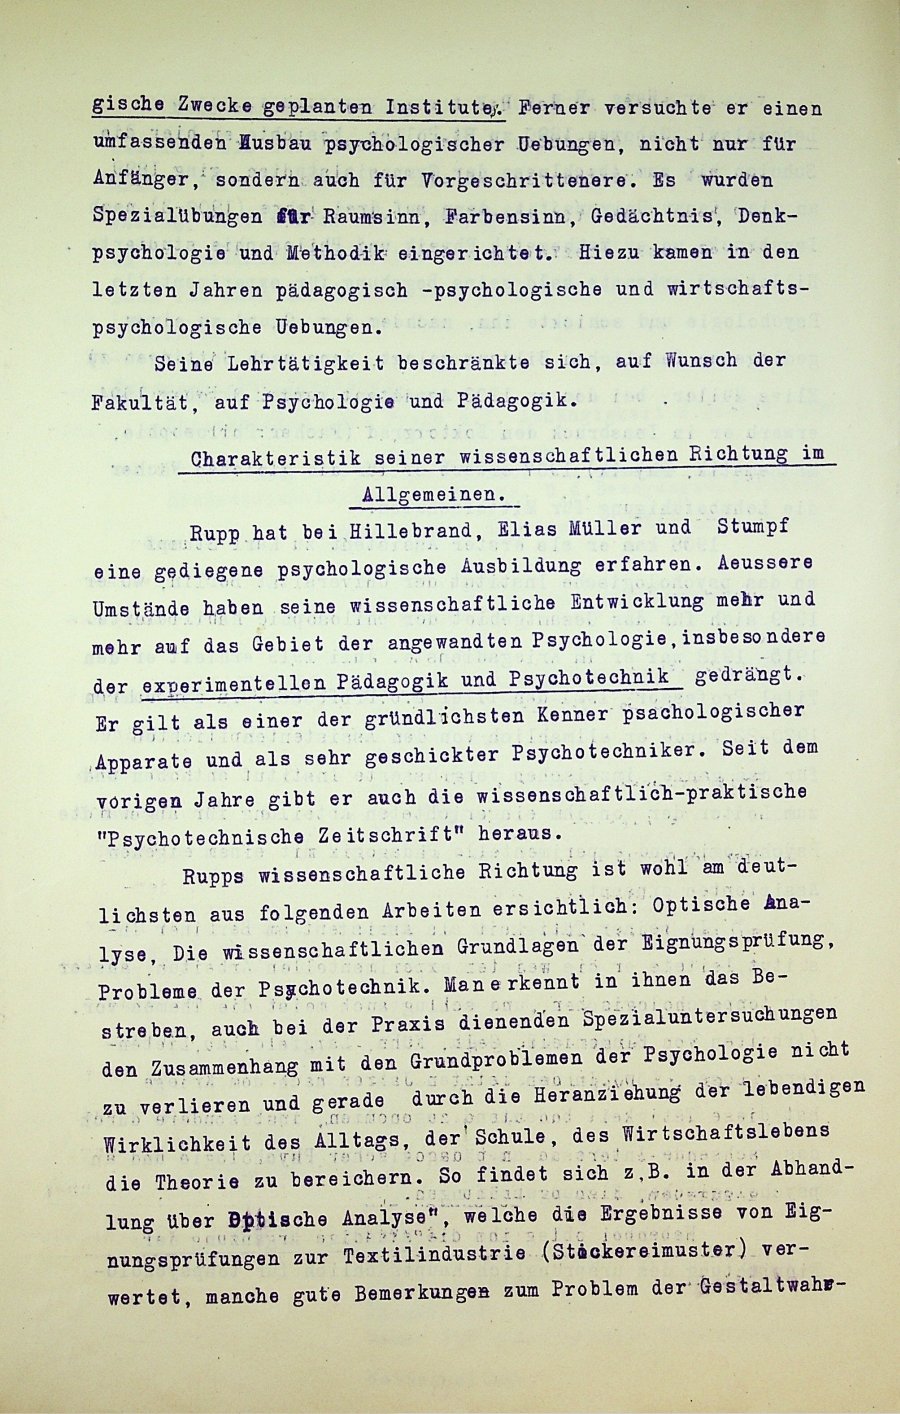 gische Zwecke geplanten Institutes. Ferner versuchte er einen
umfassenden Ausbau psychologischer Uebungen, nicht nur für
Anfänger, sondern auch für Vorgeschrittenere. Es wurden
Spezialübungen für Raumsinn, Farbensinn, Gedächtnis, Denk-
psychologie und Methodik eingerichtet. Hiezu kamen in den
letzten Jahren pädagogisch -psychologische und wirtschafts-
psychologische Uebungen.
Seine Lehrtätigkeit beschränkte sich, auf Wunsch der
Fakultät, auf Psychologie und Pädagogik.
Charakteristik seiner wissenschaftlichen Richtung im
Allgemeinen.
Rupp hat bei Hillebrand, Elias Müller und Stumpf
eine gediegene psychologische Ausbildung erfahren. Aeussere
Umstände haben seine wissenschaftliche Entwicklung mehr und
mehr auf das Gebiet der angewandten Psychologie,insbesondere
der experimentellen Pädagogik und Psychotechnik gedrängt.
Er gilt als einer der gründlichsten Kenner psachologischer
Apparate und als sehr geschickter Psychotechniker. Seit dem
vorigen Jahre gibt er auch die wissenschaftlich-praktische
"Psychotechnische Zeitschrift" heraus.
Rupps wissenschaftliche Richtung ist wohl am deut-
lichsten aus folgenden Arbeiten ersichtlich: Optische Ana-
lyse, Die wissenschaftlichen Grundlagen der Eignungsprüfung,
Probleme der Psychotechnik. Man erkennt in ihnen das Be-
streben, auch bei der Praxis dienenden Spezialuntersuchungen
den Zusammenhang mit den Grundproblemen der Psychologie nicht
zu verlieren und gerade durch die Heranziehung der lebendigen
Wirklichkeit des Alltags, der Schule, des Wirtschaftslebens
die Theorie zu bereichern. So findet sich z.B. in der Abhand-
lung über Optische Analyse", welche die Ergebnisse von Eig-
nungsprüfungen zur Textilindustrie (Stickereimuster) ver-
wertet, manche gute Bemerkungen zum Problem der Gestaltwahr-